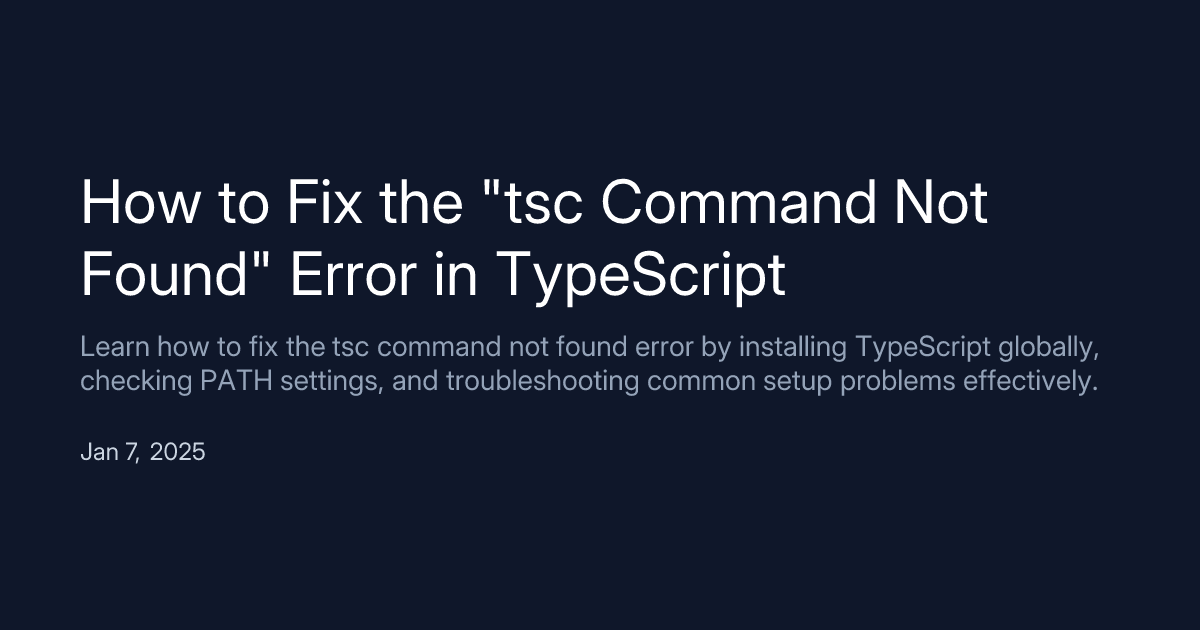 How to Fix the "tsc Command Not
Found" Error in TypeScript
Learn how to fix the tsc command not found error by installing TypeScript globally,
checking PATH settings, and troubleshooting common setup problems effectively.
Jan 7, 2025